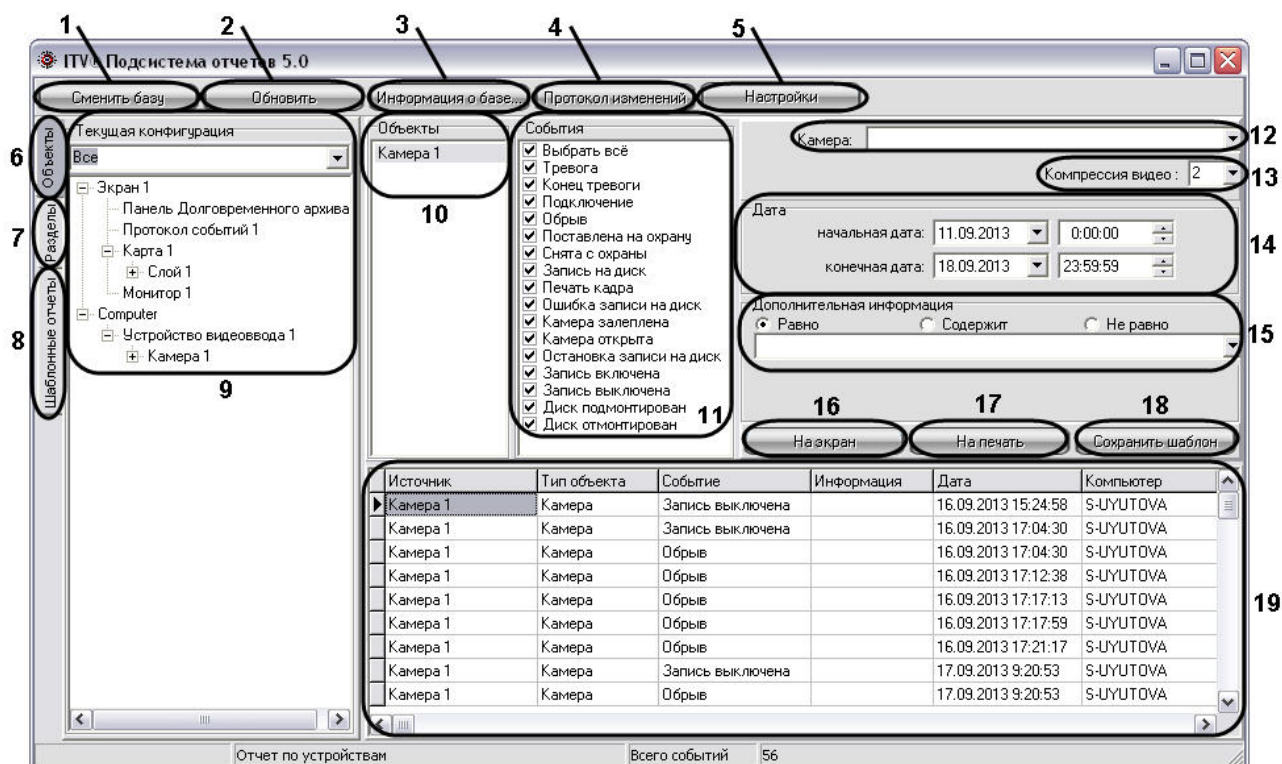 1 2 3 4 5
ITV® Подсистема отчетов 5.0
Сменить базу Обновить Информация о базе... Протокол изменений Настройки
6 Объекты
7 Разделы
8 Шаблонные отчеты
Текущая конфигурация
Все
Экран 1
Панель Долговременного архива
Протокол событий 1
Карта 1
Слой 1
Монитор 1
Computer
Устройство видеоввода 1
Камера 1
9
Объекты
Камера 1
10
События
Выбрать всё
Тревога
Конец тревоги
Подключение
Обрыв
Поставлена на охрану
Снята с охраны
Запись на диск
Печать кадра
Ошибка записи на диск
Камера залеплена
Камера открыта
Остановка записи на диск
Запись включена
Запись выключена
Диск подмонтирован
Диск отмонтирован
11
Камера: 12
Компрессия видео : 2 13
Дата
начальная дата: 11.09.2013 0:00:00
конечная дата: 18.09.2013 23:59:59
14
Дополнительная информация
Равно Содержит Не равно
15
16 17 18
На экран На печать Сохранить шаблон
Источник Тип объекта Событие Информация Дата Компьютер
Камера 1 Камера Запись выключена 16.09.2013 15:24:58 S-UYUTOVA
Камера 1 Камера Запись выключена 16.09.2013 17:04:30 S-UYUTOVA
Камера 1 Камера Обрыв 16.09.2013 17:04:30 S-UYUTOVA
Камера 1 Камера Обрыв 16.09.2013 17:12:38 S-UYUTOVA
Камера 1 Камера Обрыв 16.09.2013 17:17:13 S-UYUTOVA
Камера 1 Камера Обрыв 16.09.2013 17:17:59 S-UYUTOVA
Камера 1 Камера Обрыв 16.09.2013 17:21:17 S-UYUTOVA
Камера 1 Камера Запись выключена 17.09.2013 9:20:53 S-UYUTOVA
Камера 1 Камера Обрыв 17.09.2013 9:20:53 S-UYUTOVA
19
Отчет по устройствам Всего событий 56